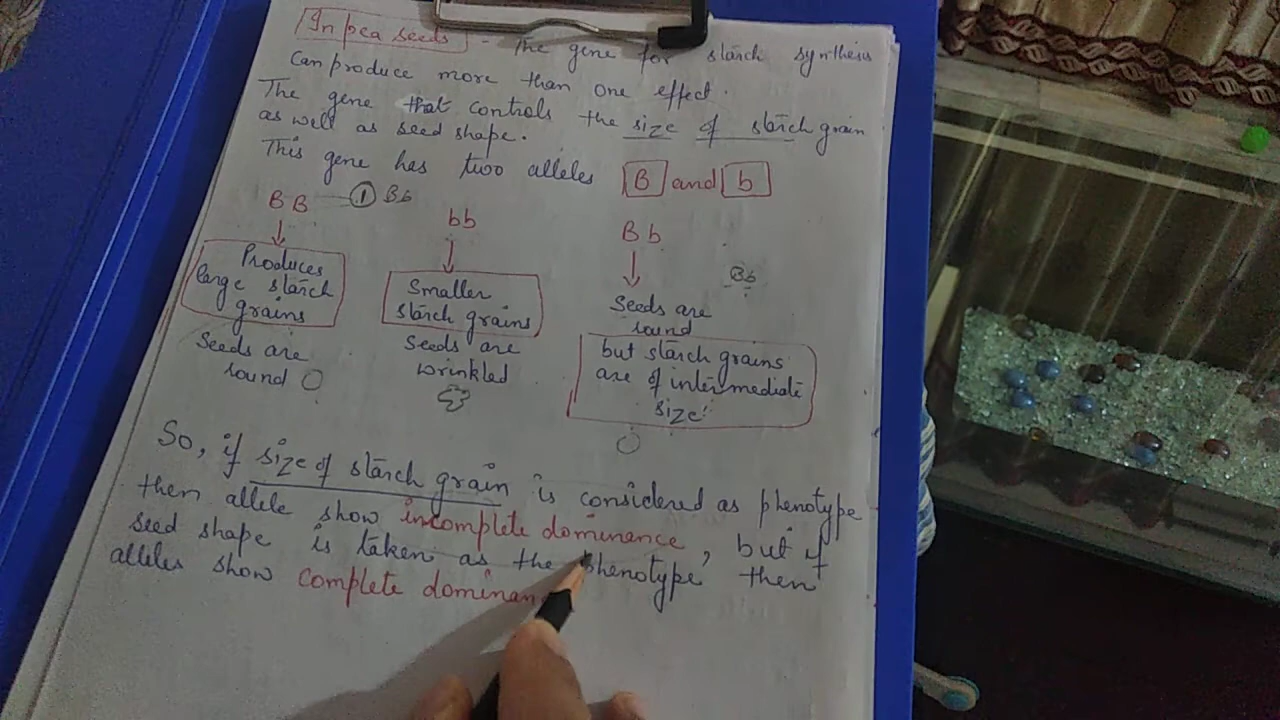 In pea seeds - The gene for starch synthesis
Can produce more than one effect.
The gene that controls the size of starch grain
as well as seed shape.
This gene has two alleles B and b
BB ① Bb
bb
Bb
Bb
Produces
large starch
grains
Seeds are
round
Smaller
starch grains
Seeds are
wrinkled
Seeds are
round
but starch grains
are of intermediate
size
So, if size of starch grain is considered as phenotype
then allele show incomplete dominance, but if
seed shape is taken as the phenotype, then
alleles show complete dominan